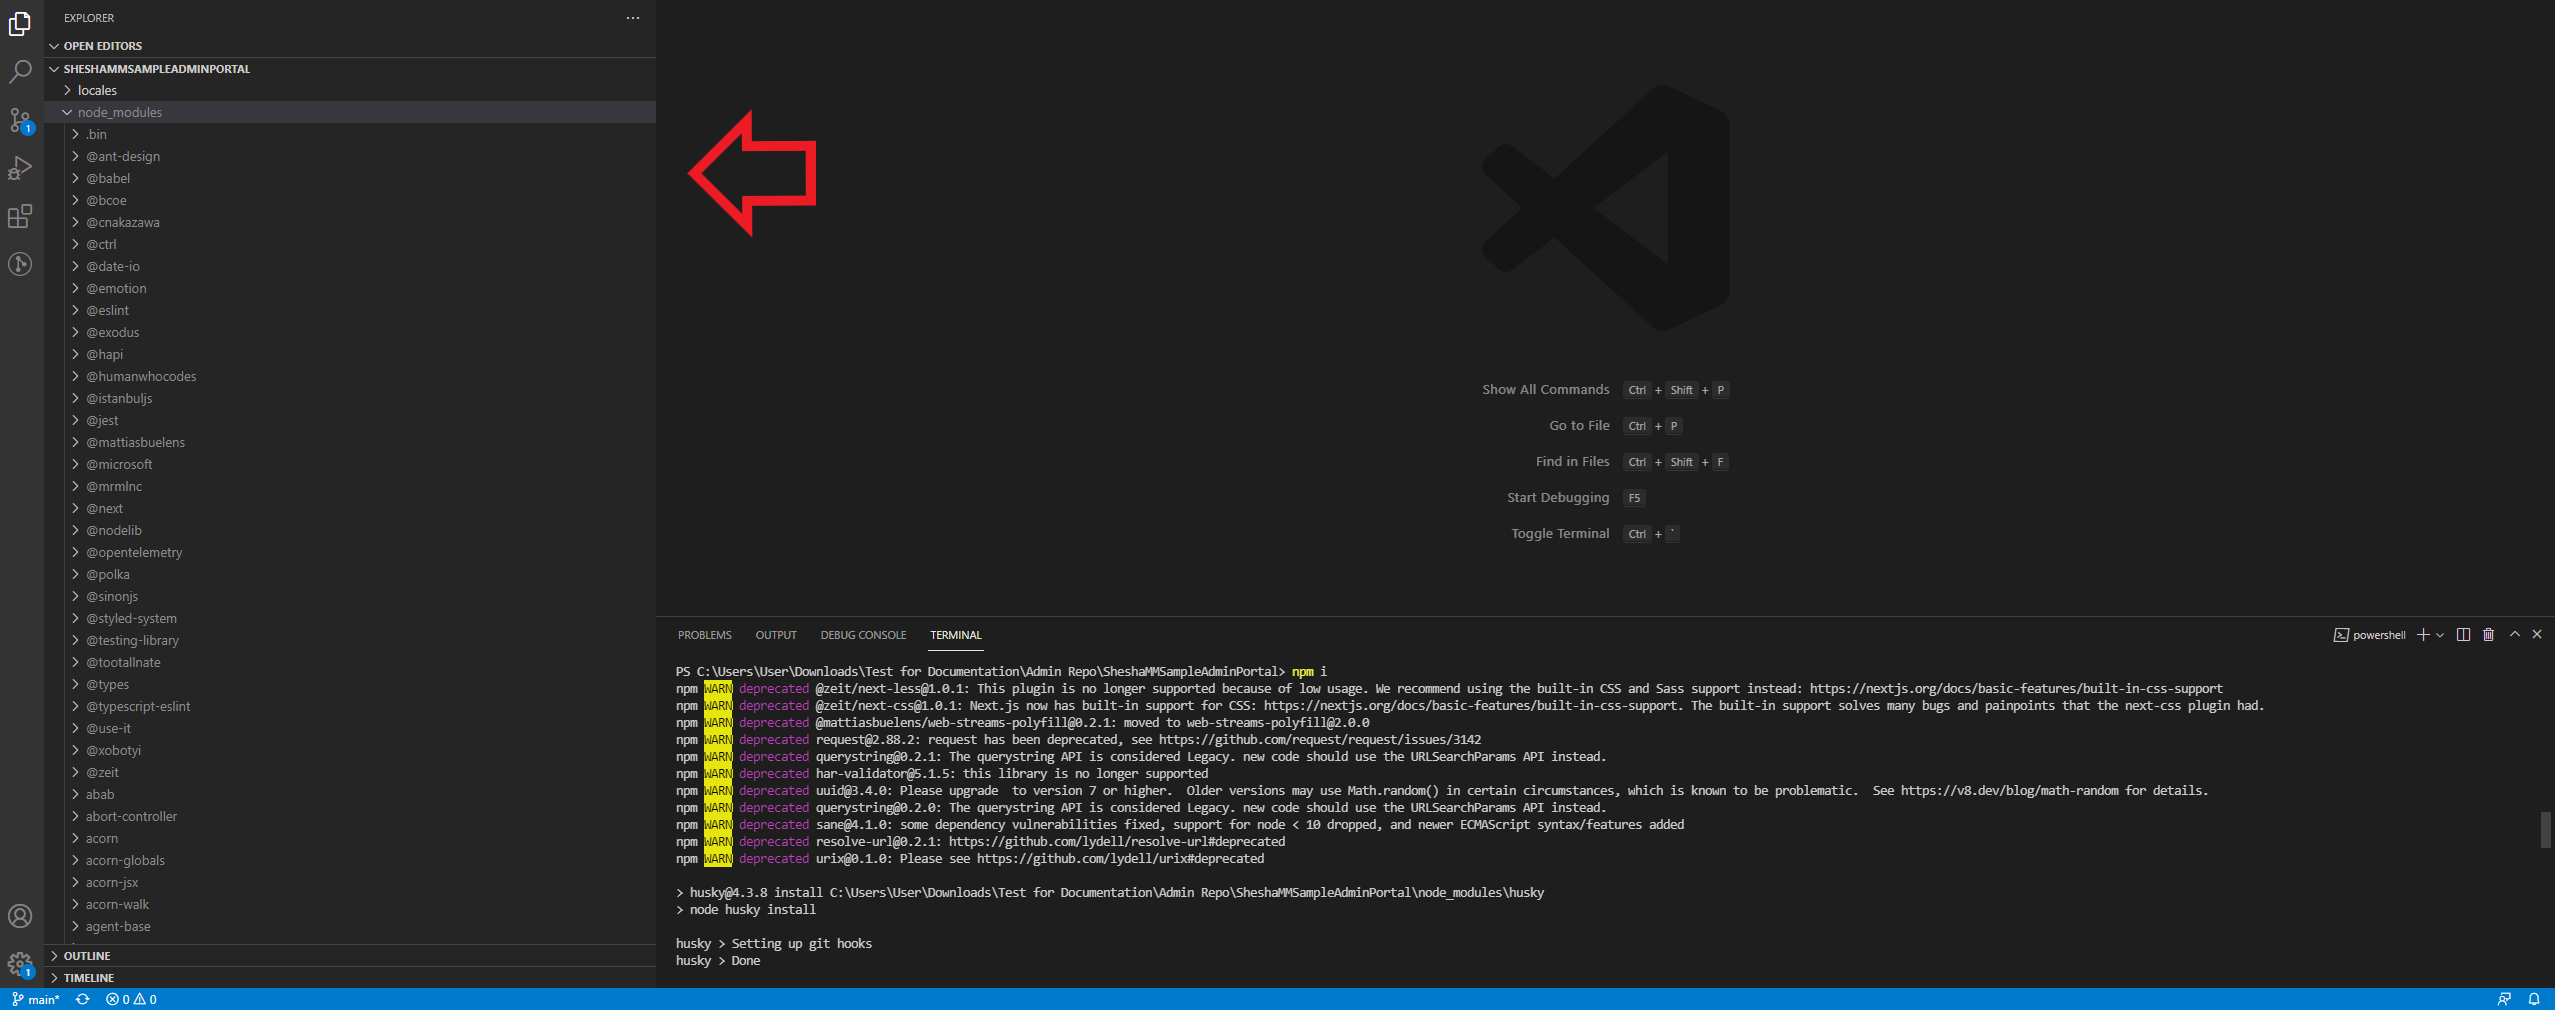 EXPLORER
OPEN EDITORS
SHESHAMMSAMPLEADMINPORTAL
locales
node_modules
.bin
@ant-design
@babel
@bcoe
@cnakazawa
@ctrl
@date-io
@emotion
@eslint
@exodus
@hapi
@humanwhocodes
@istanbuljs
@jest
@mattiasbuelens
@microsoft
@mrmlnc
@next
@nodelib
@opentelemetry
@polka
@sinonjs
@styled-system
@testing-library
@tootallnate
@types
@typescript-eslint
@use-it
@xobotyi
@zeit
abab
abort-controller
acorn
acorn-globals
acorn-jsx
acorn-walk
agent-base
OUTLINE
TIMELINE
1
1
Show All Commands Ctrl + Shift + P
Go to File Ctrl + P
Find in Files Ctrl + Shift + F
Start Debugging F5
Toggle Terminal Ctrl + `
PROBLEMS OUTPUT DEBUG CONSOLE TERMINAL powershell
PS C:\Users\User\Downloads\Test for Documentation\Admin Repo\SheshaMMSampleAdminPortal> npm i
npm WARN deprecated @zeit/next-less@1.0.1: This plugin is no longer supported because of low usage. We recommend using the built-in CSS and Sass support instead: https://nextjs.org/docs/basic-features/built-in-css-support
npm WARN deprecated @zeit/next-css@1.0.1: Next.js now has built-in support for CSS: https://nextjs.org/docs/basic-features/built-in-css-support. The built-in support solves many bugs and painpoints that the next-css plugin had.
npm WARN deprecated @mattiasbuelens/web-streams-polyfill@0.2.1: moved to web-streams-polyfill@2.0.0
npm WARN deprecated request@2.88.2: request has been deprecated, see https://github.com/request/request/issues/3142
npm WARN deprecated querystring@0.2.1: The querystring API is considered Legacy. new code should use the URLSearchParams API instead.
npm WARN deprecated har-validator@5.1.5: this library is no longer supported
npm WARN deprecated uuid@3.4.0: Please upgrade  to version 7 or higher.  Older versions may use Math.random() in certain circumstances, which is known to be problematic.  See https://v8.dev/blog/math-random for details.
npm WARN deprecated querystring@0.2.0: The querystring API is considered Legacy. new code should use the URLSearchParams API instead.
npm WARN deprecated sane@4.1.0: some dependency vulnerabilities fixed, support for node < 10 dropped, and newer ECMAScript syntax/features added
npm WARN deprecated resolve-url@0.2.1: https://github.com/lydell/resolve-url#deprecated
npm WARN deprecated urix@0.1.0: Please see https://github.com/lydell/urix#deprecated
> husky@4.3.8 install C:\Users\User\Downloads\Test for Documentation\Admin Repo\SheshaMMSampleAdminPortal\node_modules\husky
> node husky install
husky > Setting up git hooks
husky > Done
main* 0 0